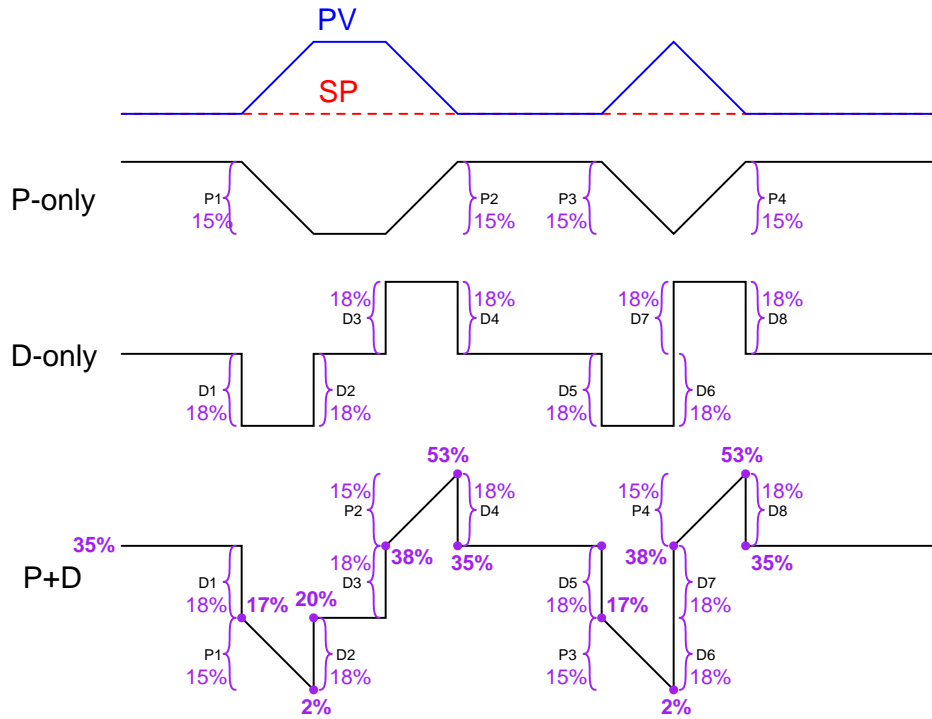 PV
SP
P-only
P1
15%
P2
15%
P3
15%
P4
15%
D-only
D1
18%
D2
18%
18%
D3
18%
D4
D5
18%
D6
18%
18%
D7
18%
D8
P+D
35%
D1
18%
P1
15%
17%
20%
2%
D2
18%
18%
D3
15%
P2
38%
53%
18%
D4
35%
D5
18%
P3
15%
17%
2%
D6
18%
D7
18%
38%
15%
P4
53%
18%
D8
35%